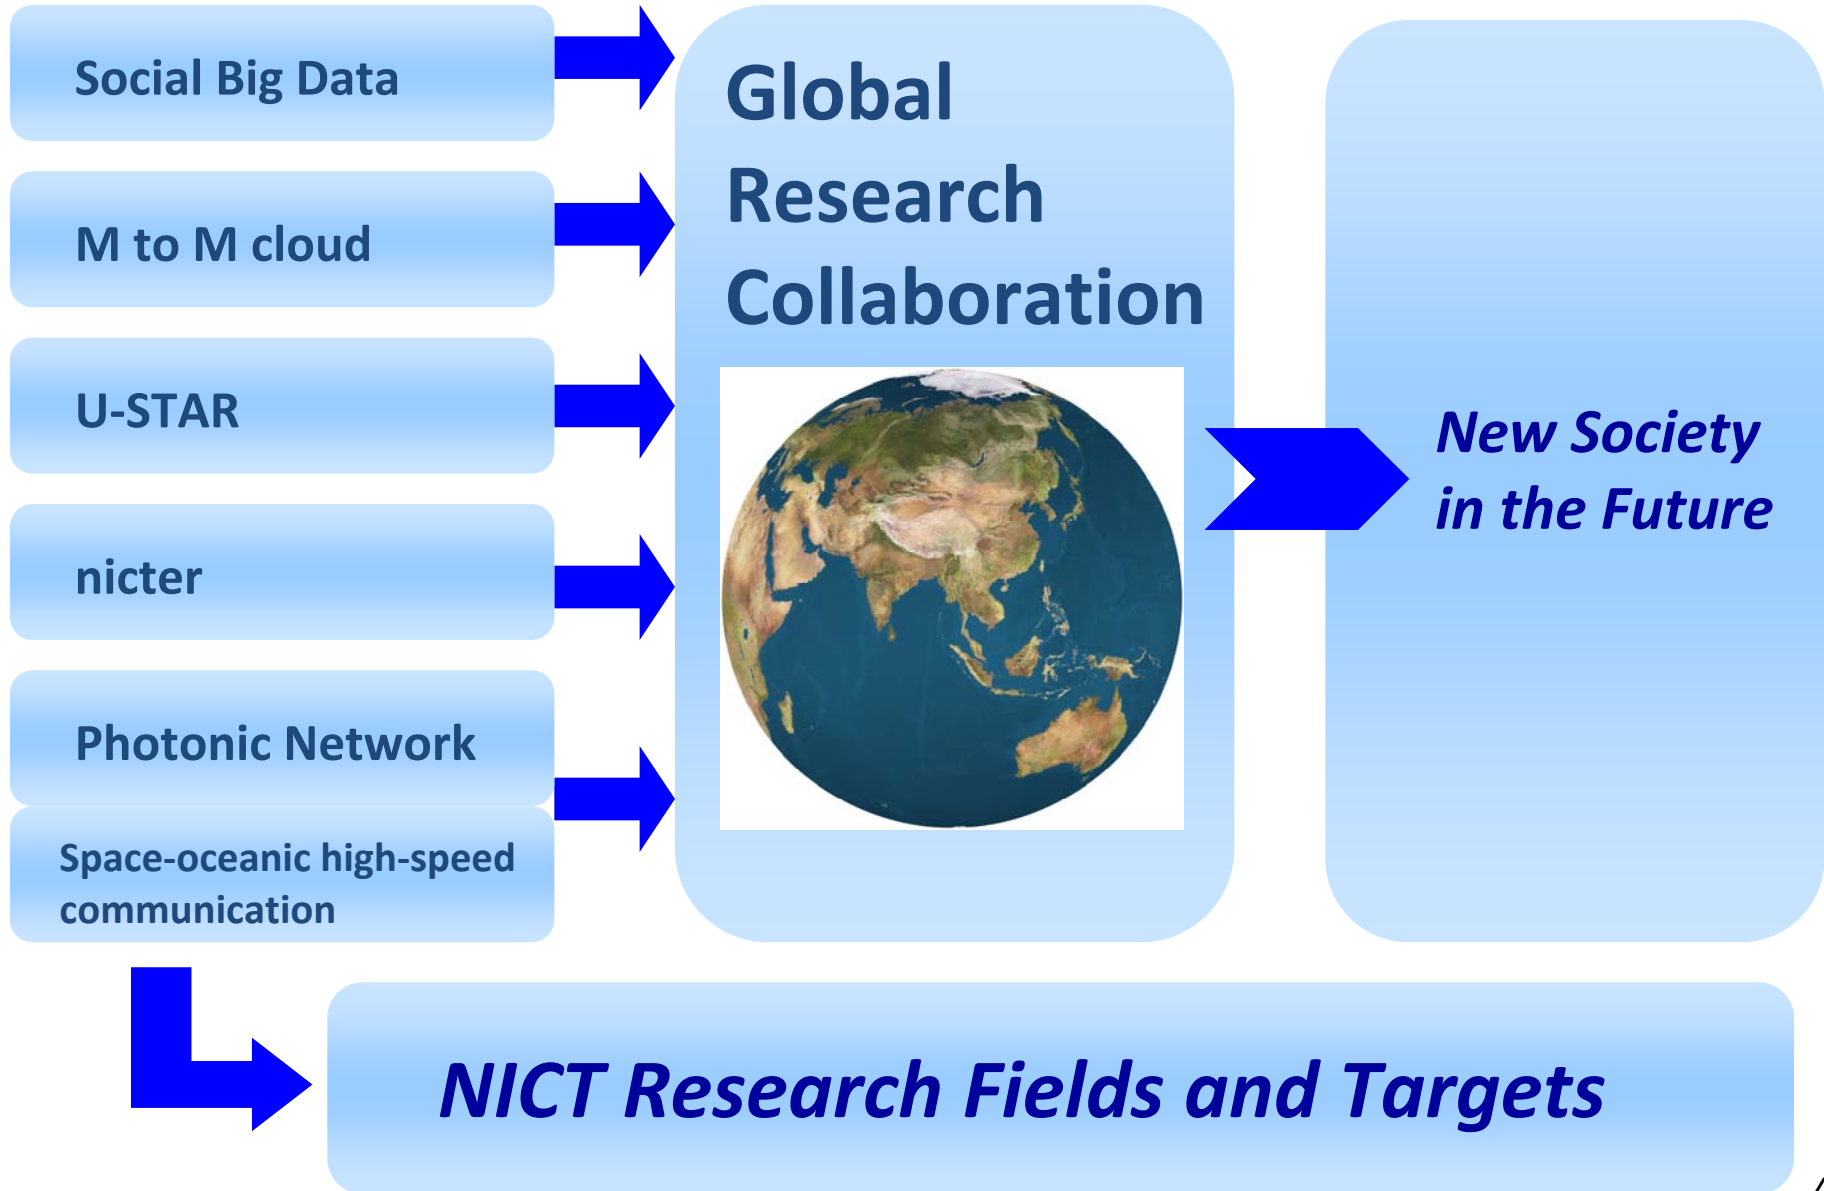 Social Big Data
M to M cloud
U-STAR
nicter
Photonic Network
Space-oceanic high-speed
communication
Global
Research
Collaboration
New Society
in the Future
NICT Research Fields and Targets